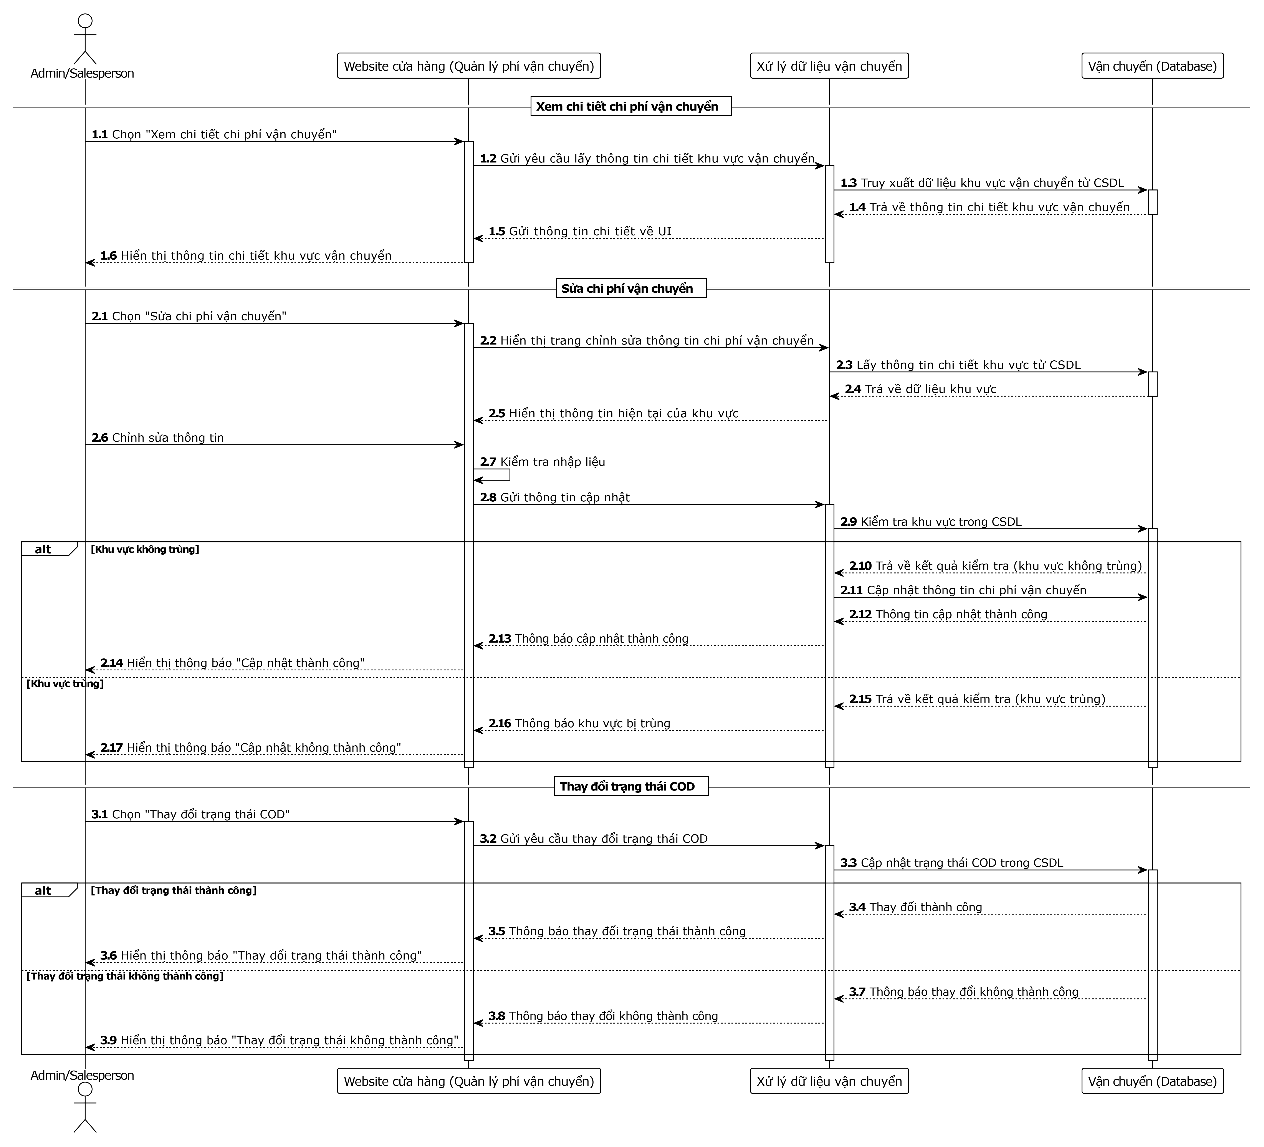 Admin/Salesperson
Website cửa hàng (Quản lý phí vận chuyển)
Xử lý dữ liệu vận chuyển
Vận chuyển (Database)
Xem chi tiết chi phí vận chuyển
1.1 Chọn "Xem chi tiết chi phí vận chuyển"
1.2 Gửi yêu cầu lấy thông tin chi tiết khu vực vận chuyển
1.3 Truy xuất dữ liệu khu vực vận chuyển từ CSDL
1.4 Trả về thông tin chi tiết khu vực vận chuyển
1.5 Gửi thông tin chi tiết về UI
1.6 Hiển thị thông tin chi tiết khu vực vận chuyển
Sửa chi phí vận chuyển
2.1 Chọn "Sửa chi phí vận chuyển"
2.2 Hiển thị trang chỉnh sửa thông tin chi phí vận chuyển
2.3 Lấy thông tin chi tiết khu vực từ CSDL
2.4 Trả về dữ liệu khu vực
2.5 Hiển thị thông tin hiện tại của khu vực
2.6 Chỉnh sửa thông tin
2.7 Kiểm tra nhập liệu
2.8 Gửi thông tin cập nhật
2.9 Kiểm tra khu vực trong CSDL
alt [Khu vực không trùng]
2.10 Trả về kết quả kiểm tra (khu vực không trùng)
2.11 Cập nhật thông tin chi phí vận chuyển
2.12 Thông tin cập nhật thành công
2.13 Thông báo cập nhật thành công
2.14 Hiển thị thông báo "Cập nhật thành công"
[Khu vực trùng]
2.15 Trả về kết quả kiểm tra (khu vực trùng)
2.16 Thông báo khu vực bị trùng
2.17 Hiển thị thông báo "Cập nhật không thành công"
Thay đổi trạng thái COD
3.1 Chọn "Thay đổi trạng thái COD"
3.2 Gửi yêu cầu thay đổi trạng thái COD
3.3 Cập nhật trạng thái COD trong CSDL
alt [Thay đổi trạng thái thành công]
3.4 Thay đổi thành công
3.5 Thông báo thay đổi trạng thái thành công
3.6 Hiển thị thông báo "Thay đổi trạng thái thành công"
[Thay đổi trạng thái không thành công]
3.7 Thông báo thay đổi không thành công
3.8 Thông báo thay đổi không thành công
3.9 Hiển thị thông báo "Thay đổi trạng thái không thành công"
Admin/Salesperson
Website cửa hàng (Quản lý phí vận chuyển)
Xử lý dữ liệu vận chuyển
Vận chuyển (Database)